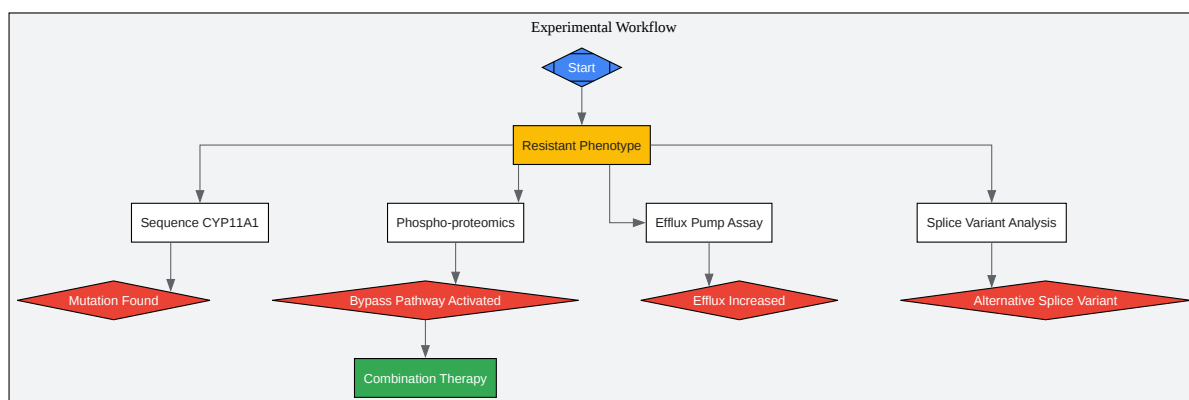 Experimental Workflow
Start
Resistant Phenotype
Sequence CYP11A1
Phospho-proteomics
Efflux Pump Assay
Splice Variant Analysis
Mutation Found
Bypass Pathway Activated
Efflux Increased
Alternative Splice Variant
Combination Therapy